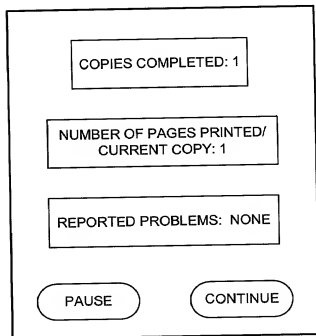 COPIES COMPLETED: 1
NUMBER OF PAGES PRINTED/
CURRENT COPY: 1
REPORTED PROBLEMS: NONE
PAUSE
CONTINUE